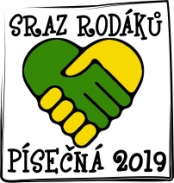 SRAZ RODÁKŮ
PÍSEČNÁ 2019